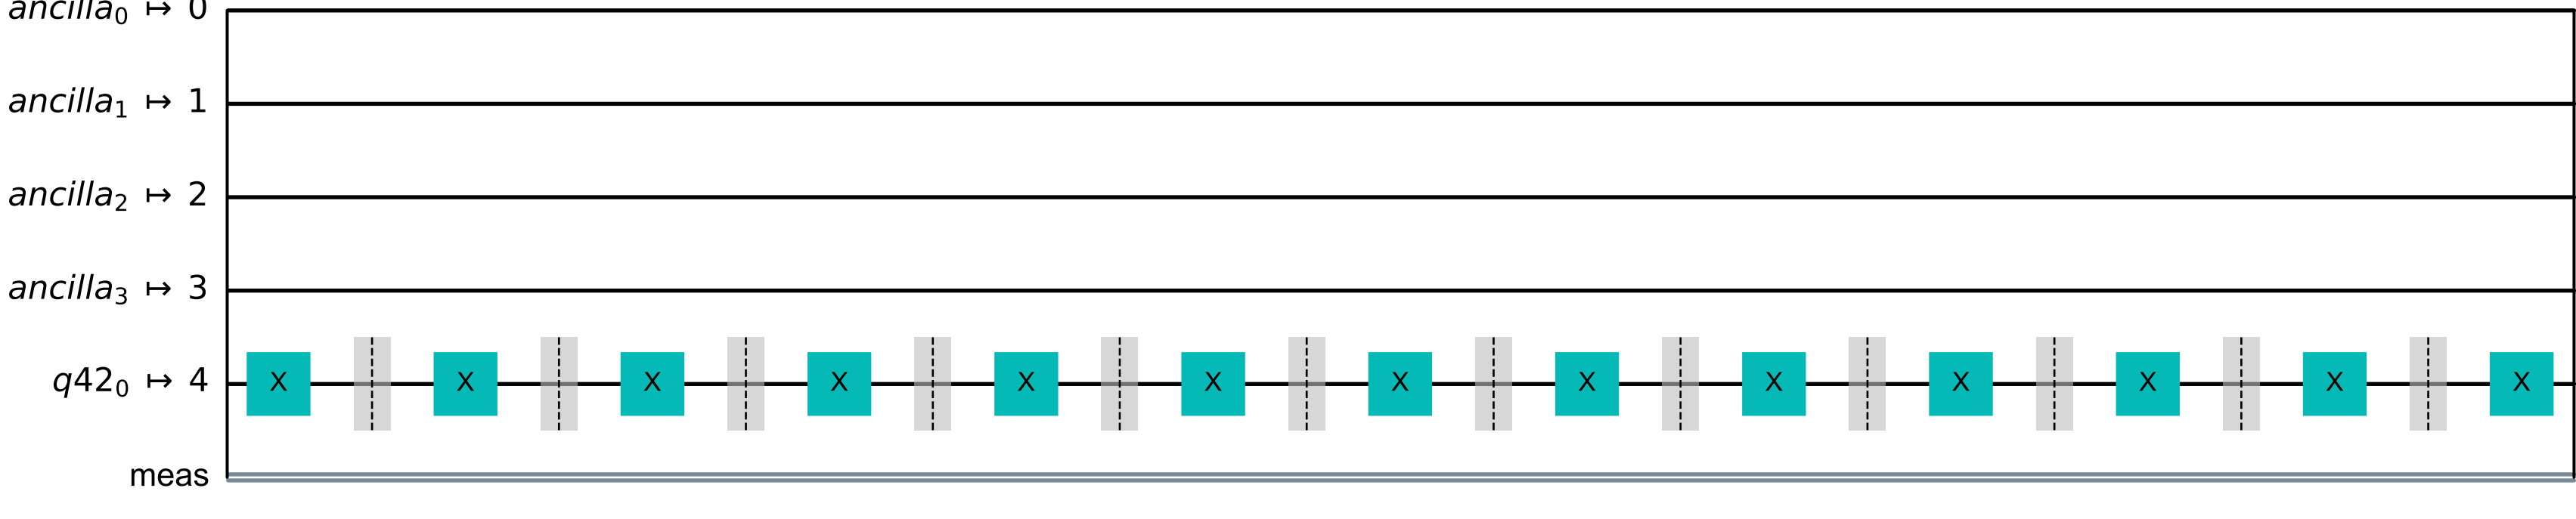 ancilla₀ ↦ 0
ancilla₁ ↦ 1
ancilla₂ ↦ 2
ancilla₃ ↦ 3
q42₀ ↦ 4 X X X X X X X X X X X X X
meas